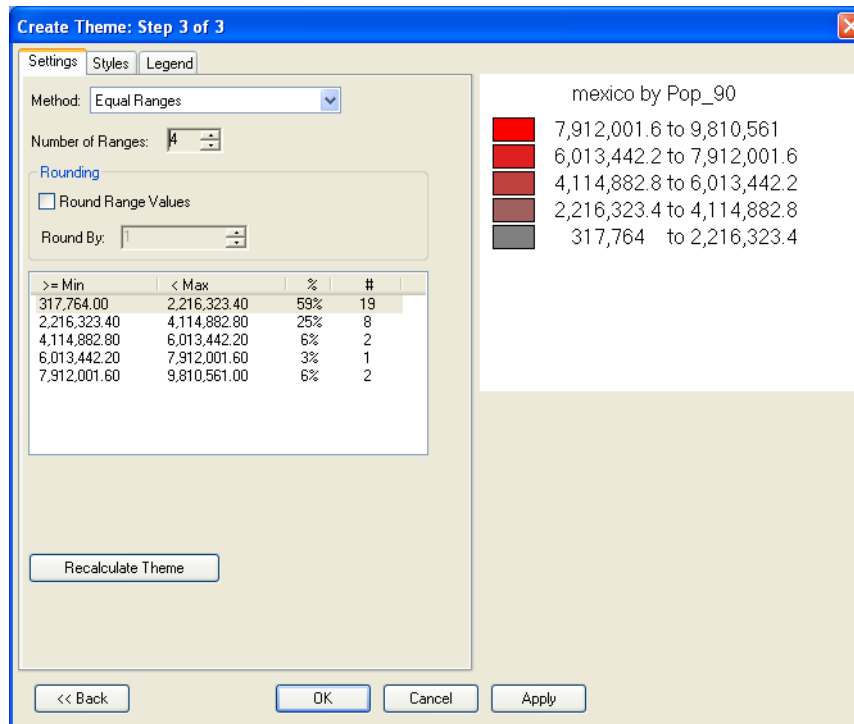 Create Theme: Step 3 of 3
Settings Styles Legend
Method: Equal Ranges
Number of Ranges: 4
Rounding
Round Range Values
Round By: 1
>= Min < Max % #
317,764.00 2,216,323.40 59% 19
2,216,323.40 4,114,882.80 25% 8
4,114,882.80 6,013,442.20 6% 2
6,013,442.20 7,912,001.60 3% 1
7,912,001.60 9,810,561.00 6% 2
Recalculate Theme
mexico by Pop_90
7,912,001.6 to 9,810,561
6,013,442.2 to 7,912,001.6
4,114,882.8 to 6,013,442.2
2,216,323.4 to 4,114,882.8
317,764 to 2,216,323.4
<< Back OK Cancel Apply